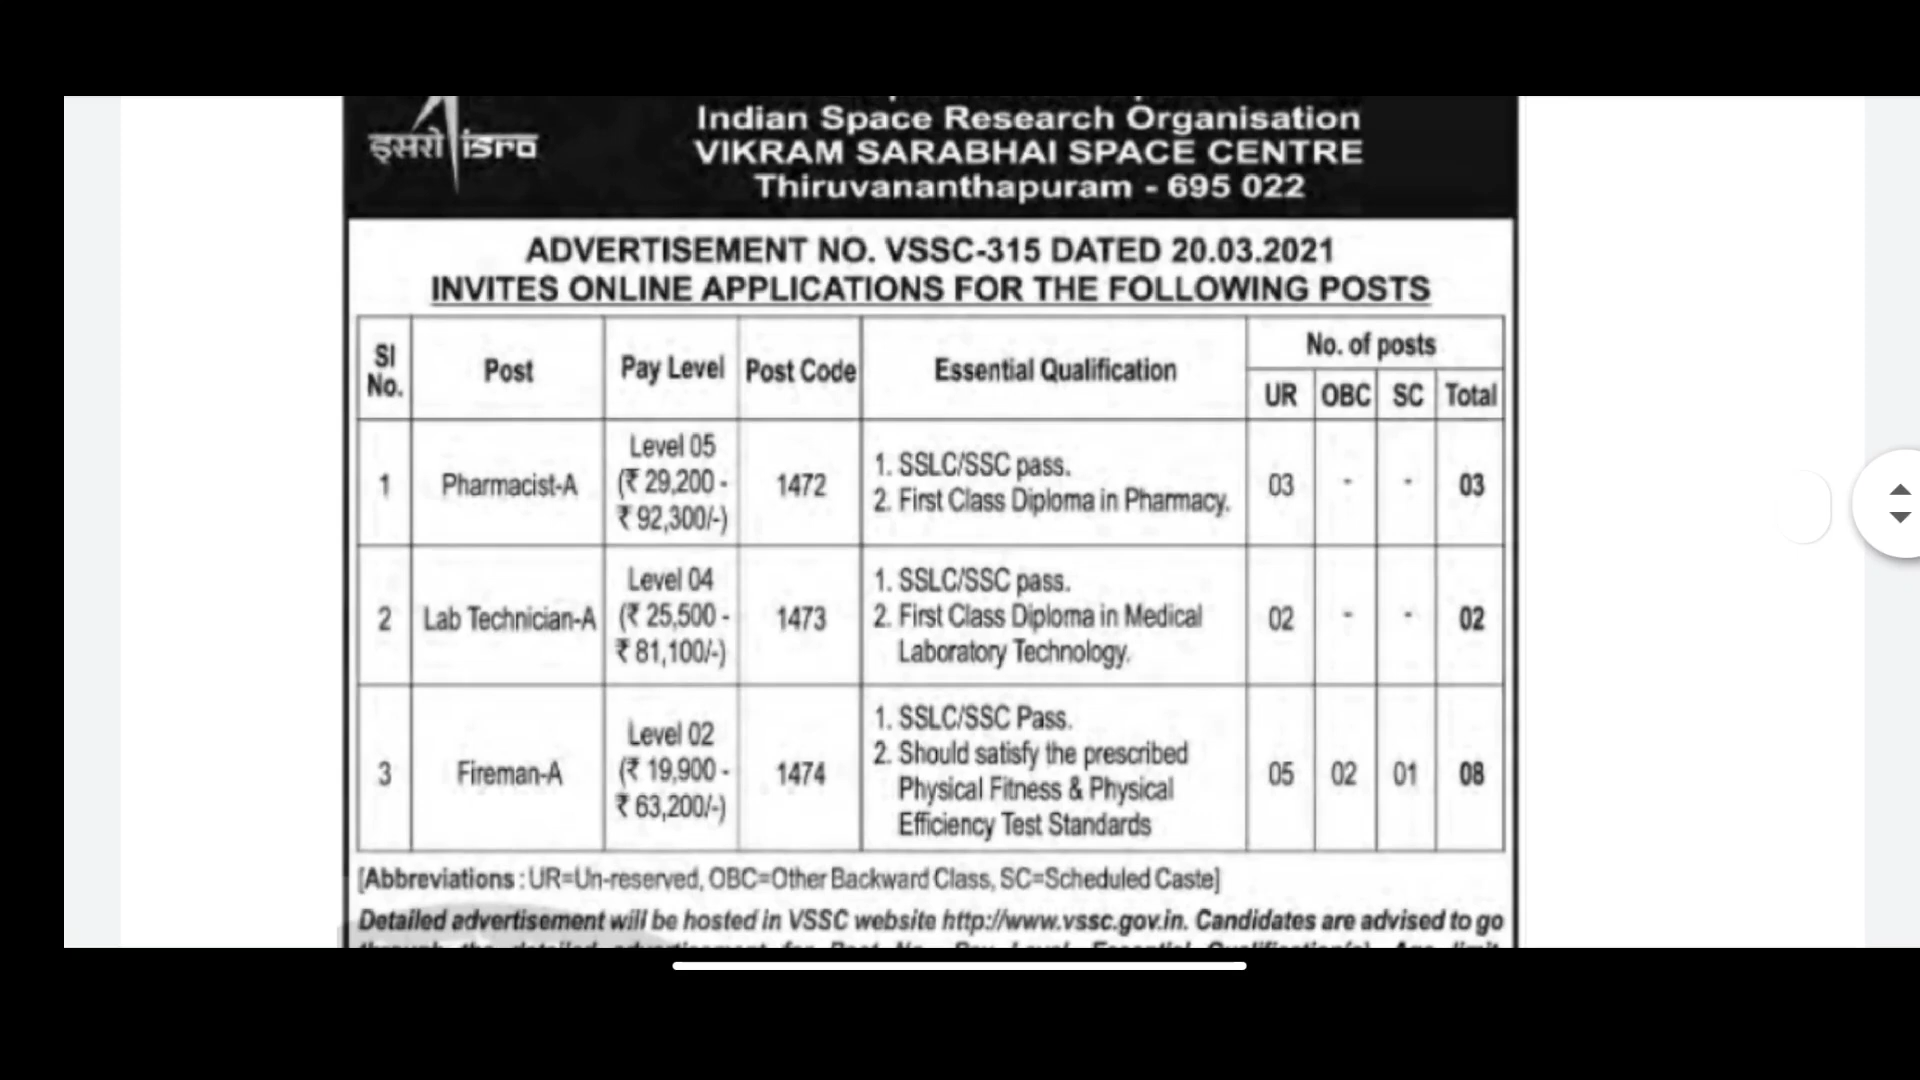 इसरो isro
Indian Space Research Organisation
VIKRAM SARABHAI SPACE CENTRE
Thiruvananthapuram - 695 022
ADVERTISEMENT NO. VSSC-315 DATED 20.03.2021
INVITES ONLINE APPLICATIONS FOR THE FOLLOWING POSTS
Sl No. Post Pay Level Post Code Essential Qualification No. of posts
UR OBC SC Total
1 Pharmacist-A Level 05 (₹ 29,200 - ₹ 92,300/-) 1472 1. SSLC/SSC pass. 2. First Class Diploma in Pharmacy. 03 - - 03
2 Lab Technician-A Level 04 (₹ 25,500 - ₹ 81,100/-) 1473 1. SSLC/SSC pass. 2. First Class Diploma in Medical Laboratory Technology. 02 - - 02
3 Fireman-A Level 02 (₹ 19,900 - ₹ 63,200/-) 1474 1. SSLC/SSC Pass. 2. Should satisfy the prescribed Physical Fitness & Physical Efficiency Test Standards 05 02 01 08
[Abbreviations : UR=Un-reserved, OBC=Other Backward Class, SC=Scheduled Caste]
Detailed advertisement will be hosted in VSSC website http://www.vssc.gov.in. Candidates are advised to go